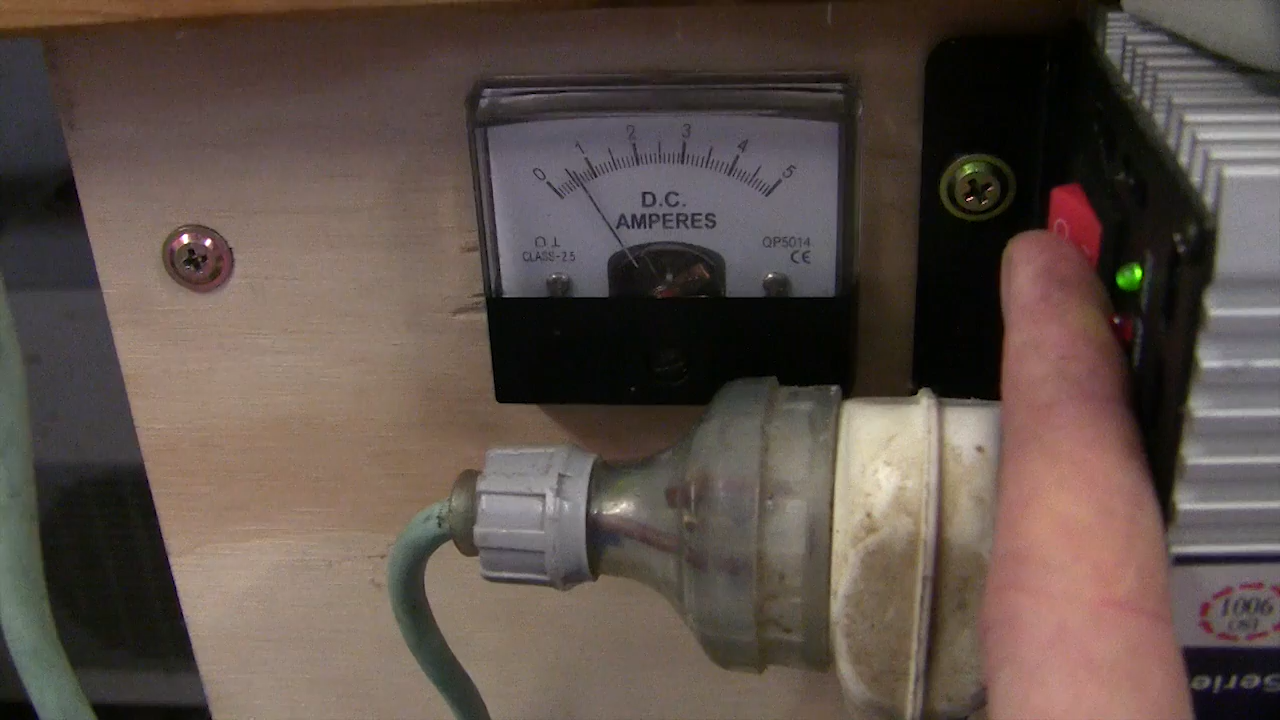 0 1 2 3 4 5
D.C.
AMPERES
CLASS-2.5
QP5014
CE
O
1006
Serie